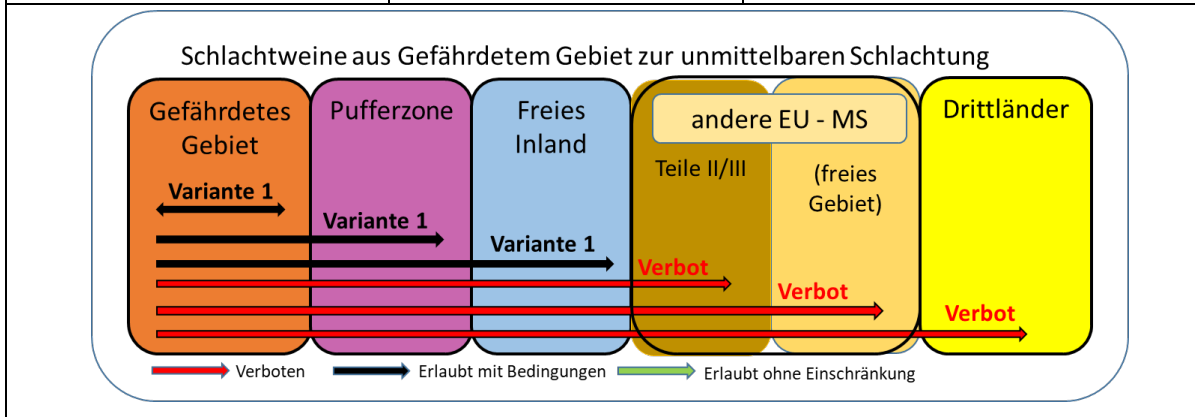 Schlachtweine aus Gefährdetem Gebiet zur unmittelbaren Schlachtung
Gefährdetes
Gebiet
Pufferzone
Freies
Inland
andere EU - MS
Teile II/III
(freies
Gebiet)
Drittländer
Variante 1
Variante 1
Variante 1
Verbot
Verbot
Verbot
Verboten
Erlaubt mit Bedingungen
Erlaubt ohne Einschränkung